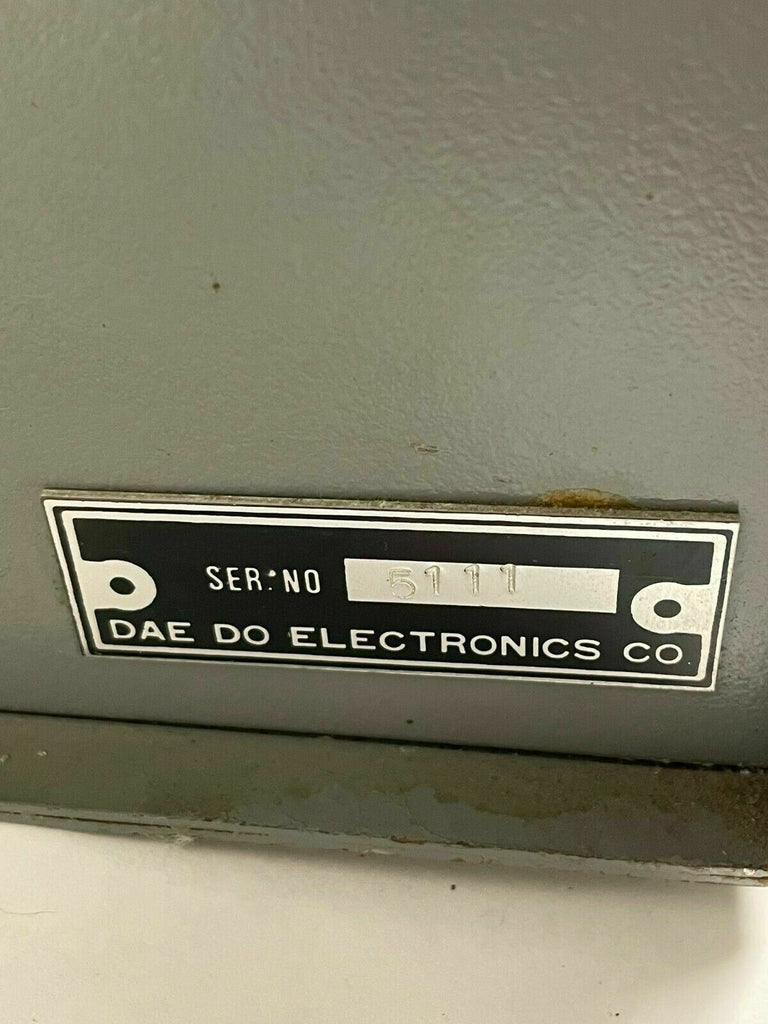 SER. NO 5111
DAE DO ELECTRONICS CO.